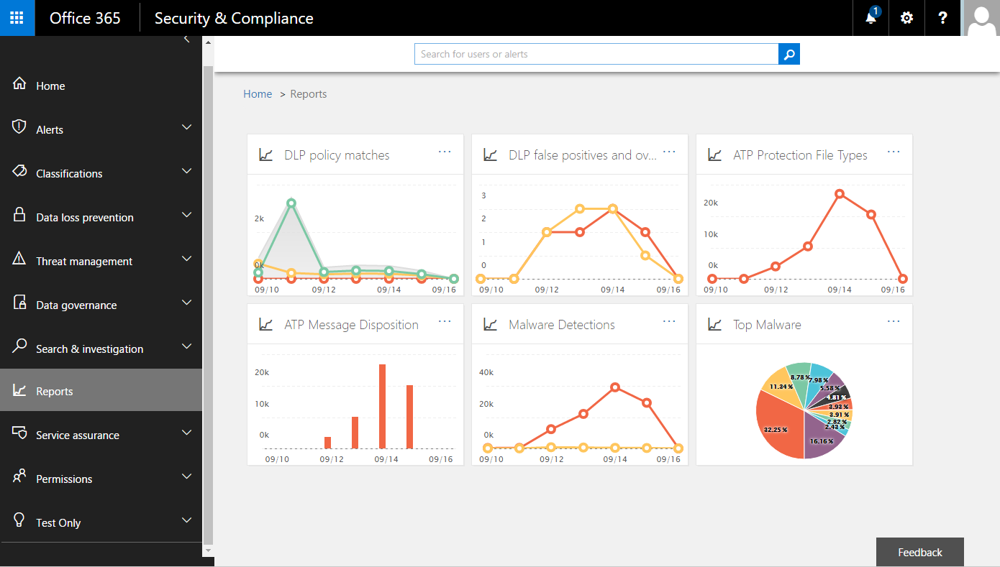 Office 365
Security & Compliance
1
?
Search for users or alerts
Home
Alerts
Classifications
Data loss prevention
Threat management
Data governance
Search & investigation
Reports
Service assurance
Permissions
Test Only
Home > Reports
DLP policy matches ...
2k
0k
09/10 09/12 09/14 09/16
DLP false positives and ov... ...
3
2
1
0
09/10 09/12 09/14 09/16
ATP Protection File Types ...
20k
10k
0k
09/10 09/12 09/14 09/16
ATP Message Disposition ...
20k
10k
0k
09/10 09/12 09/14 09/16
Malware Detections ...
40k
20k
0k
09/10 09/12 09/14 09/16
Top Malware ...
8.78 %
7.98 %
11.34 %
5.58 %
4.81 %
3.93 %
3.91 %
2.82 %
2.43 %
32.25 %
16.16 %
Feedback